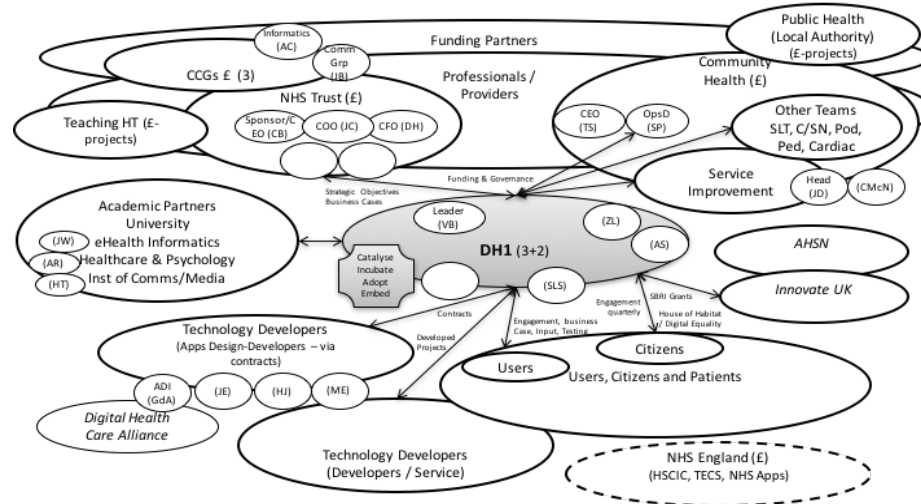 Public Health
(Local Authority)
(£-projects)
Informatics
(AC)
Funding Partners
Comm
Grp
(JB)
CCGs £ (3)
Community
Health (£)
Professionals /
Providers
NHS Trust (£)
Teaching HT (£-
projects)
Sponsor/C
EO (CB)
COO (JC)
CFO (DH)
CEO
(TS)
OpsD
(SP)
Other Teams
SLT, C/SN, Pod,
Ped, Cardiac
Service
Improvement
Head
(JD)
(CMcN)
Funding & Governance
Strategic Objectives
Business Cases
Academic Partners
University
eHealth Informatics
Healthcare & Psychology
Inst of Comms/Media
(JW)
(AR)
(HT)
Leader
(VB)
(ZL)
DH1 (3+2)
(AS)
AHSN
Catalyse
Incubate
Adopt
Embed
(SLS)
Innovate UK
SBRI Grants
Engagement
quarterly
House of Habitat
/ Digital Equality
Contracts
Engagement, business
Case, Input, Testing
Developed
Projects
Technology Developers
(Apps Design-Developers – via
contracts)
Citizens
Users
Users, Citizens and Patients
ADI
(GdA)
(JE)
(HJ)
(ME)
Digital Health
Care Alliance
Technology Developers
(Developers / Service)
NHS England (£)
(HSCIC, TECS, NHS Apps)